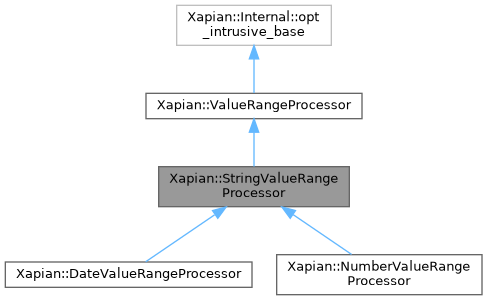 Xapian::Internal::opt
_intrusive_base
Xapian::ValueRangeProcessor
Xapian::StringValueRange
Processor
Xapian::DateValueRangeProcessor
Xapian::NumberValueRange
Processor